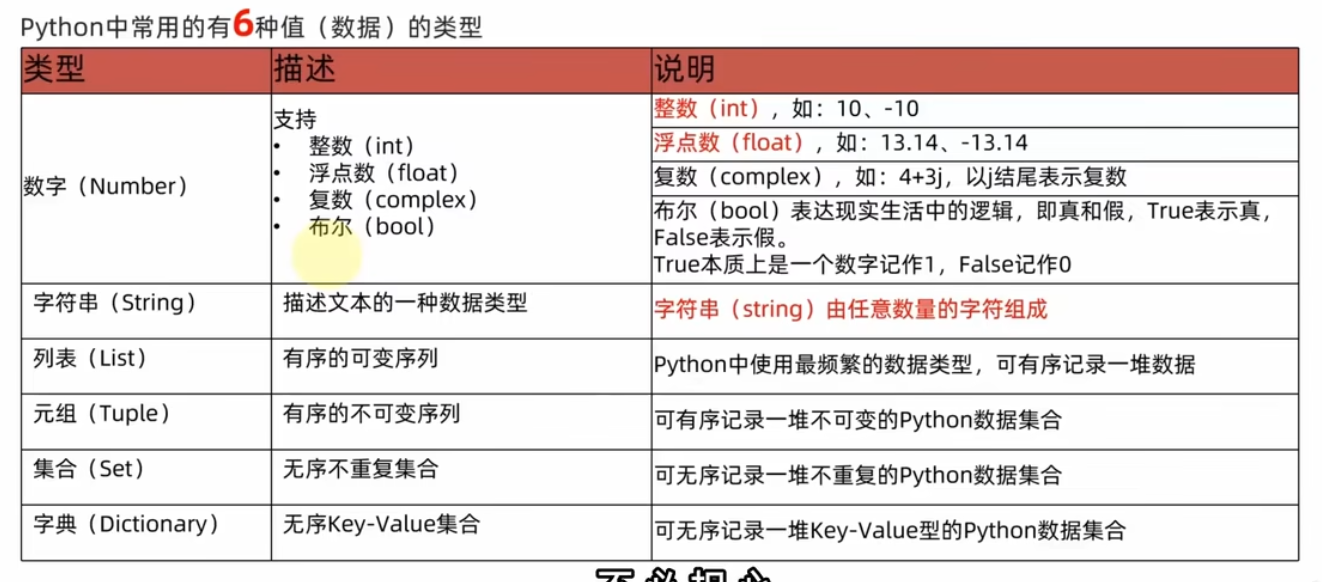 Python中常用的有6种值（数据）的类型
类型 描述 说明
数字（Number）
支持
• 整数（int）
• 浮点数（float）
• 复数（complex）
• 布尔（bool）
整数（int），如：10、-10
浮点数（float），如：13.14、-13.14
复数（complex），如：4+3j，以j结尾表示复数
布尔（bool）表达现实生活中的逻辑，即真和假，True表示真，
False表示假。
True本质上是一个数字记作1，False记作0
字符串（String） 描述文本的一种数据类型 字符串（string）由任意数量的字符组成
列表（List） 有序的可变序列 Python中使用最频繁的数据类型，可有序记录一堆数据
元组（Tuple） 有序的不可变序列 可有序记录一堆不可变的Python数据集合
集合（Set） 无序不重复集合 可无序记录一堆不重复的Python数据集合
字典（Dictionary） 无序Key-Value集合 可无序记录一堆Key-Value型的Python数据集合